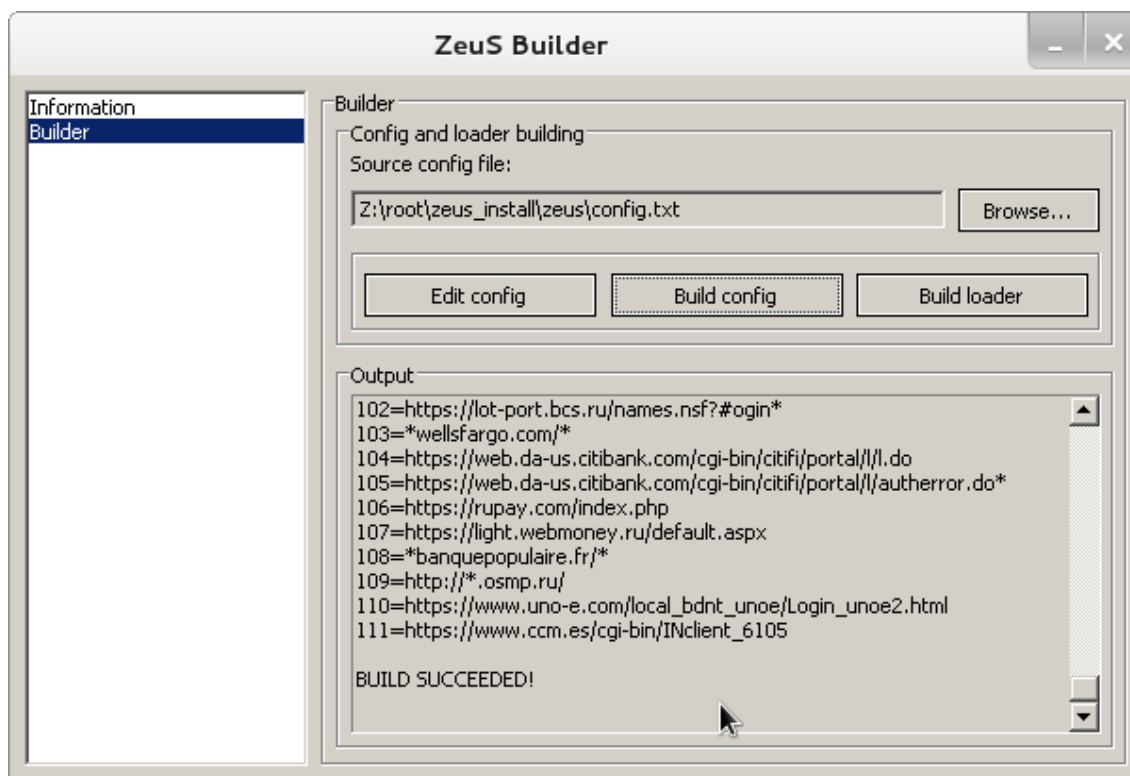 ZeuS Builder
Information
Builder
Builder
Config and loader building
Source config file:
Z:\root\zeus_install\zeus\config.txt
Browse...
Edit config
Build config
Build loader
Output
102=https://lot-port.bcs.ru/names.nsf?#ogin*
103=*wellsfargo.com/*
104=https://web.da-us.citibank.com/cgi-bin/citifi/portal/l/l.do
105=https://web.da-us.citibank.com/cgi-bin/citifi/portal/l/autherror.do*
106=https://rupay.com/index.php
107=https://light.webmoney.ru/default.aspx
108=*banquepopulaire.fr/*
109=http://*.osmp.ru/
110=https://www.uno-e.com/local_bdnt_unoe/Login_unoe2.html
111=https://www.ccm.es/cgi-bin/INclient_6105
BUILD SUCCEEDED!